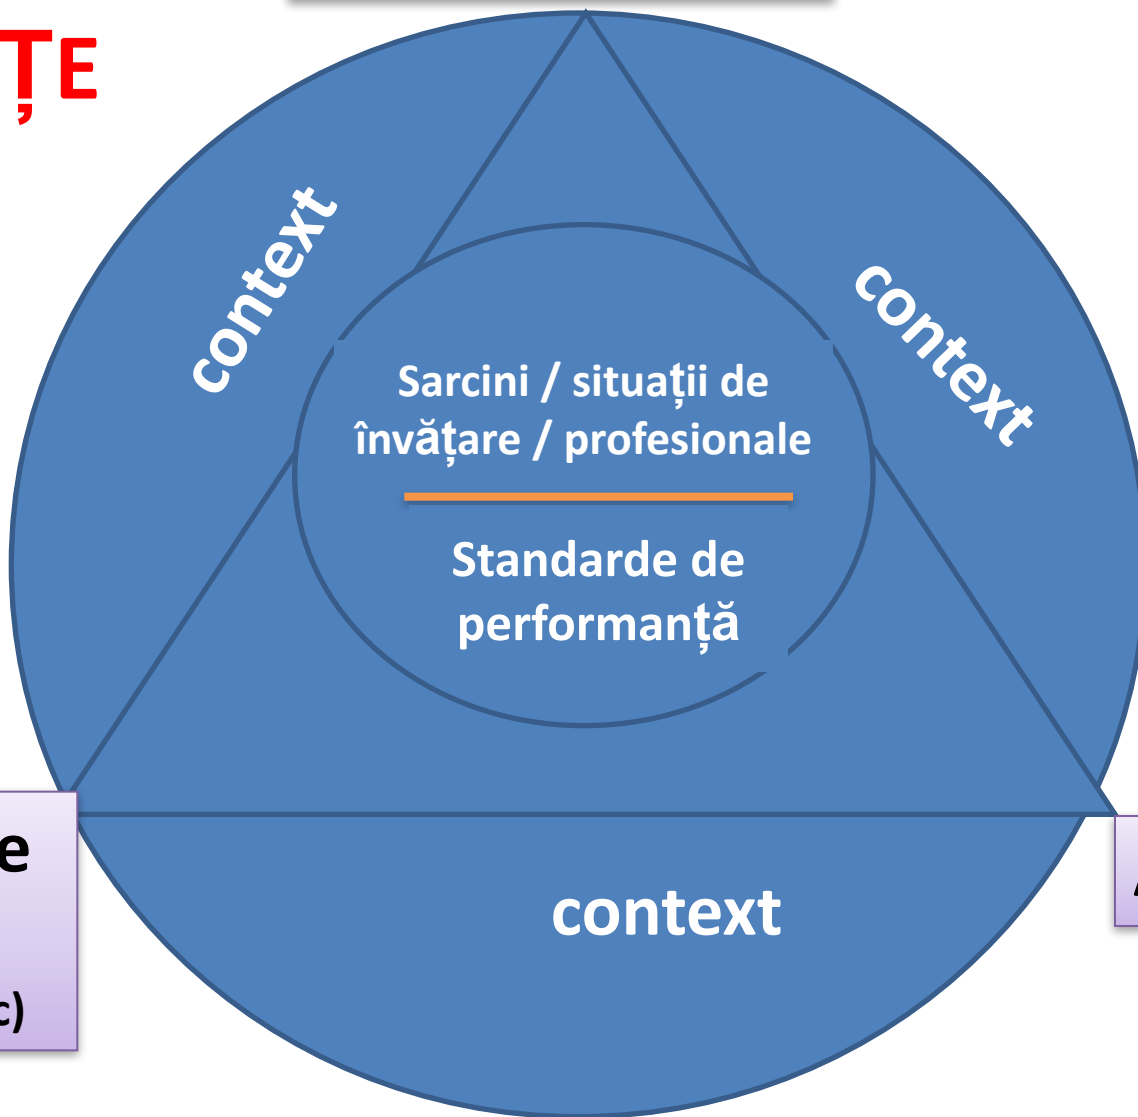 ȚE
context
context
Sarcini / situații de
învățare / profesionale
Standarde de
performanță
e
c)
context